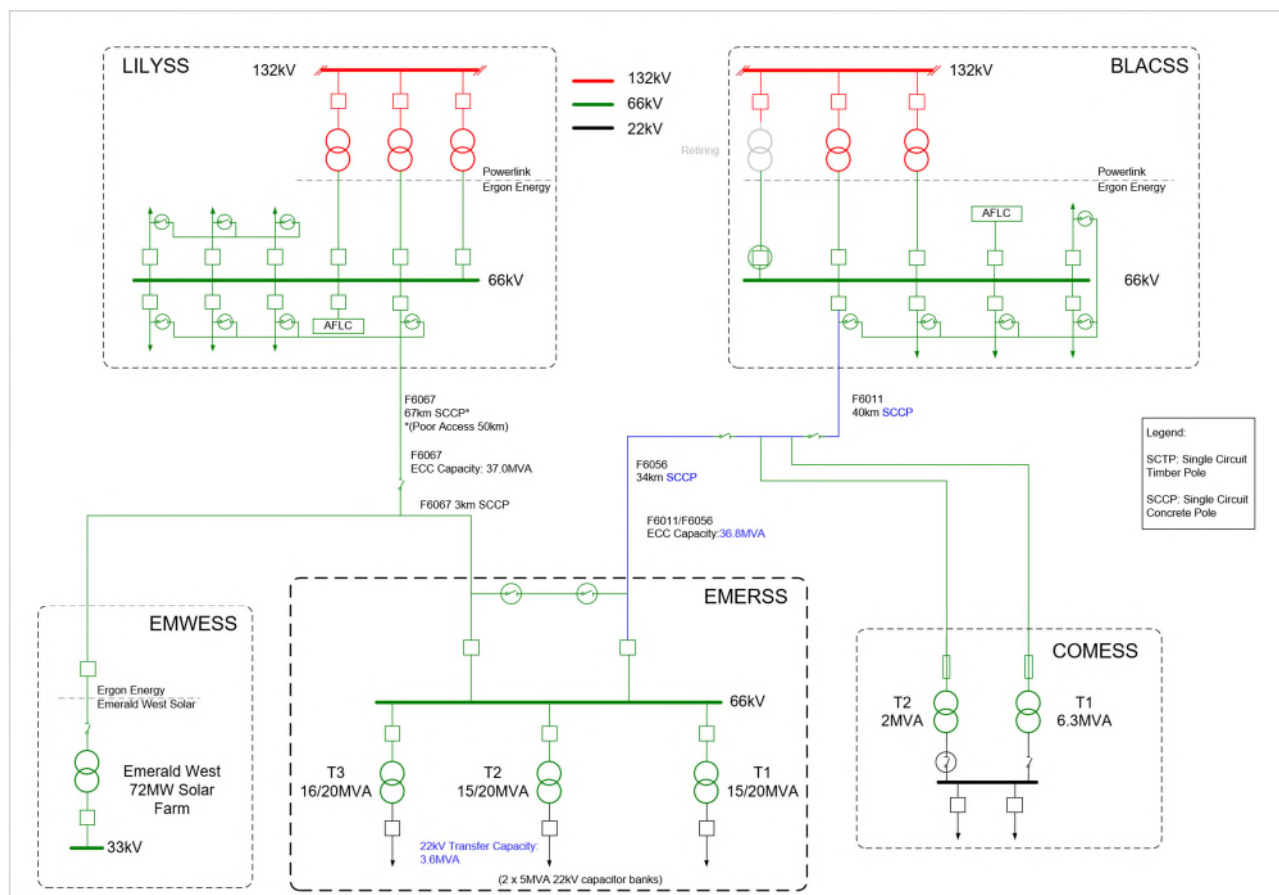 LILYSS
132kV
132kV
66kV
22kV
132kV
BLACSS
Retiring
Powerlink
Ergon Energy
Powerlink
Ergon Energy
AFLC
66kV
66kV
AFLC
F6067
67km SCCP*
*(Poor Access 50km)
F6067
ECC Capacity: 37.0MVA
F6067 3km SCCP
F6011
40km SCCP
F6056
34km SCCP
F6011/F6056
ECC Capacity:36.8MVA
Legend:
SCTP: Single Circuit
Timber Pole
SCCP: Single Circuit
Concrete Pole
EMWESS
Ergon Energy
Emerald West Solar
Emerald West
72MW Solar
Farm
33kV
EMERSS
66kV
T3
16/20MVA
T2
15/20MVA
T1
15/20MVA
22kV Transfer Capacity:
3.6MVA
(2 x 5MVA 22kV capacitor banks)
COMESS
T2
2MVA
T1
6.3MVA